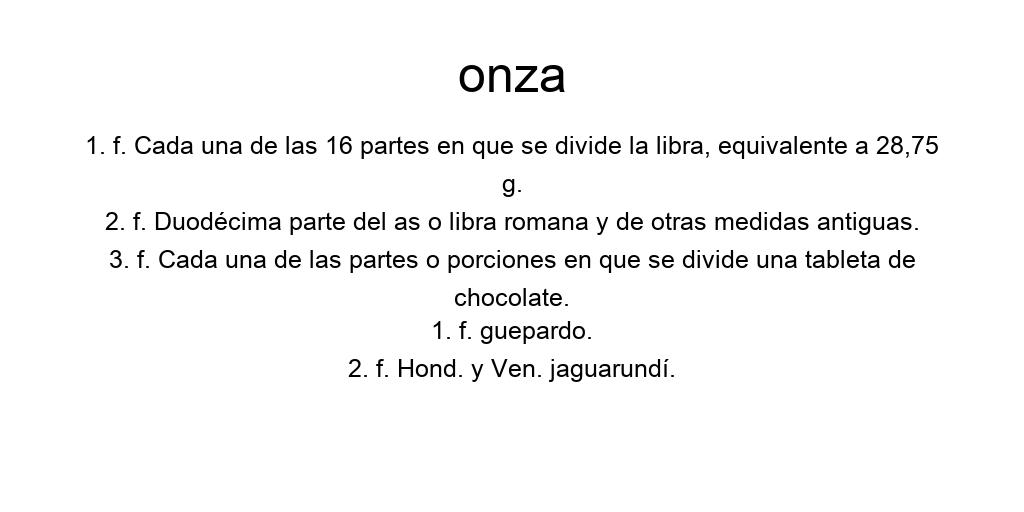 onza
1. f. Cada una de las 16 partes en que se divide la libra, equivalente a 28,75
g.
2. f. Duodécima parte del as o libra romana y de otras medidas antiguas.
3. f. Cada una de las partes o porciones en que se divide una tableta de
chocolate.
1. f. guepardo.
2. f. Hond. y Ven. jaguarundí.